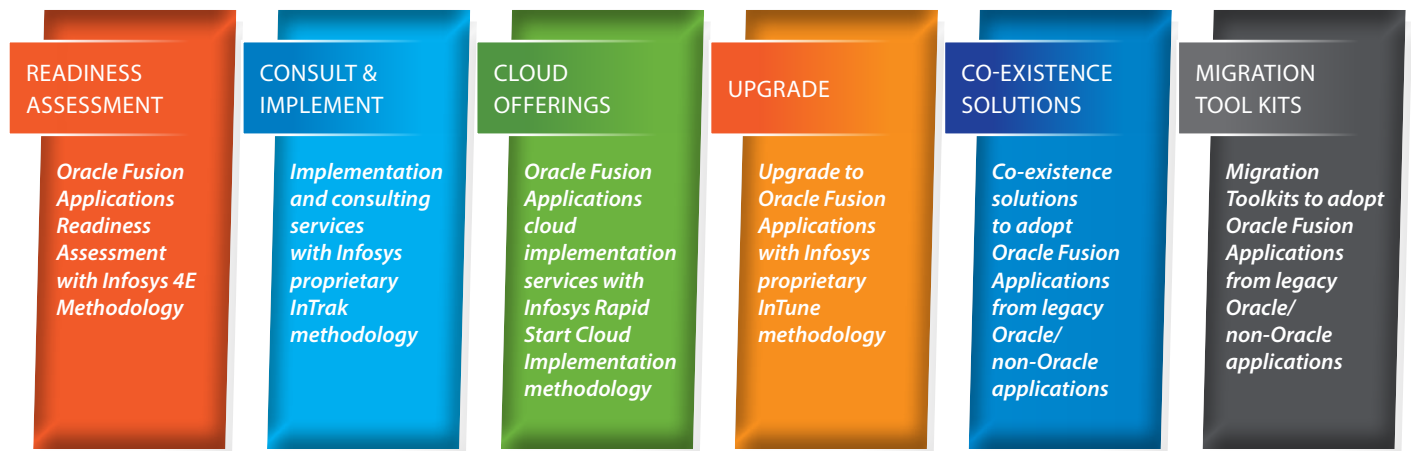 READINESS
ASSESSMENT
Oracle Fusion
Applications
Readiness
Assessment
with Infosys 4E
Methodology
CONSULT &
IMPLEMENT
Implementation
and consulting
services
with Infosys
proprietary
InTrak
methodology
CLOUD
OFFERINGS
Oracle Fusion
Applications
cloud
implementation
services with
Infosys Rapid
Start Cloud
Implementation
methodology
UPGRADE
Upgrade to
Oracle Fusion
Applications
with Infosys
proprietary
InTune
methodology
CO-EXISTENCE
SOLUTIONS
Co-existence
solutions
to adopt
Oracle Fusion
Applications
from legacy
Oracle/
non-Oracle
applications
MIGRATION
TOOL KITS
Migration
Toolkits to adopt
Oracle Fusion
Applications
from legacy
Oracle/
non-Oracle
applications